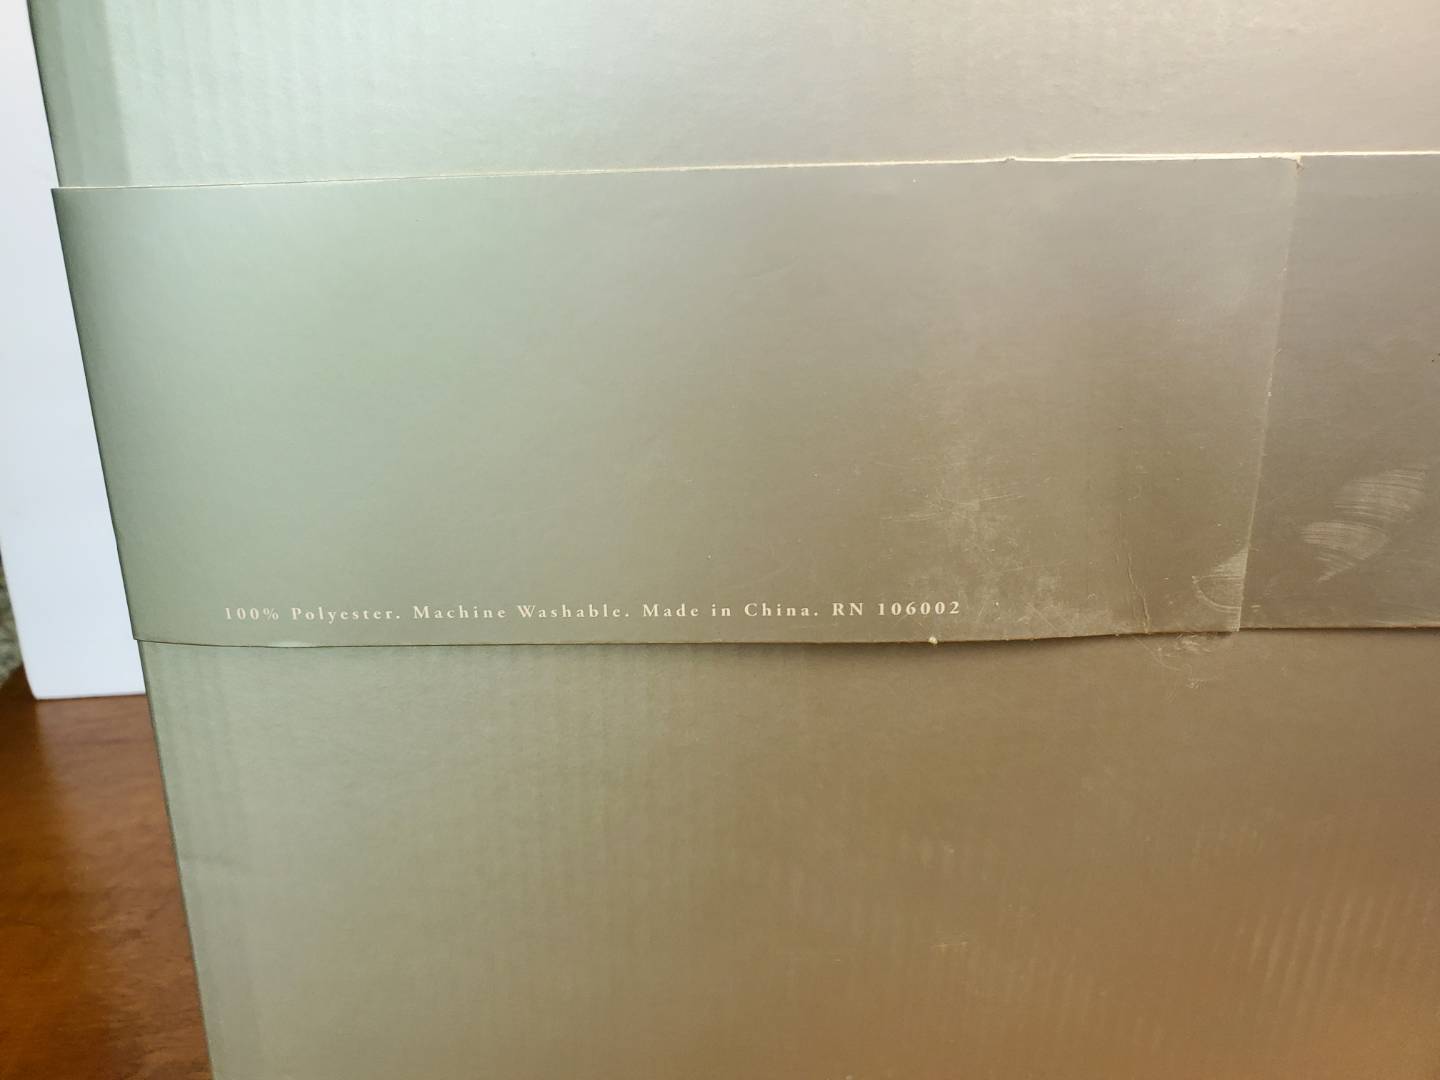 100% Polyester. Machine Washable. Made in China. RN 106002